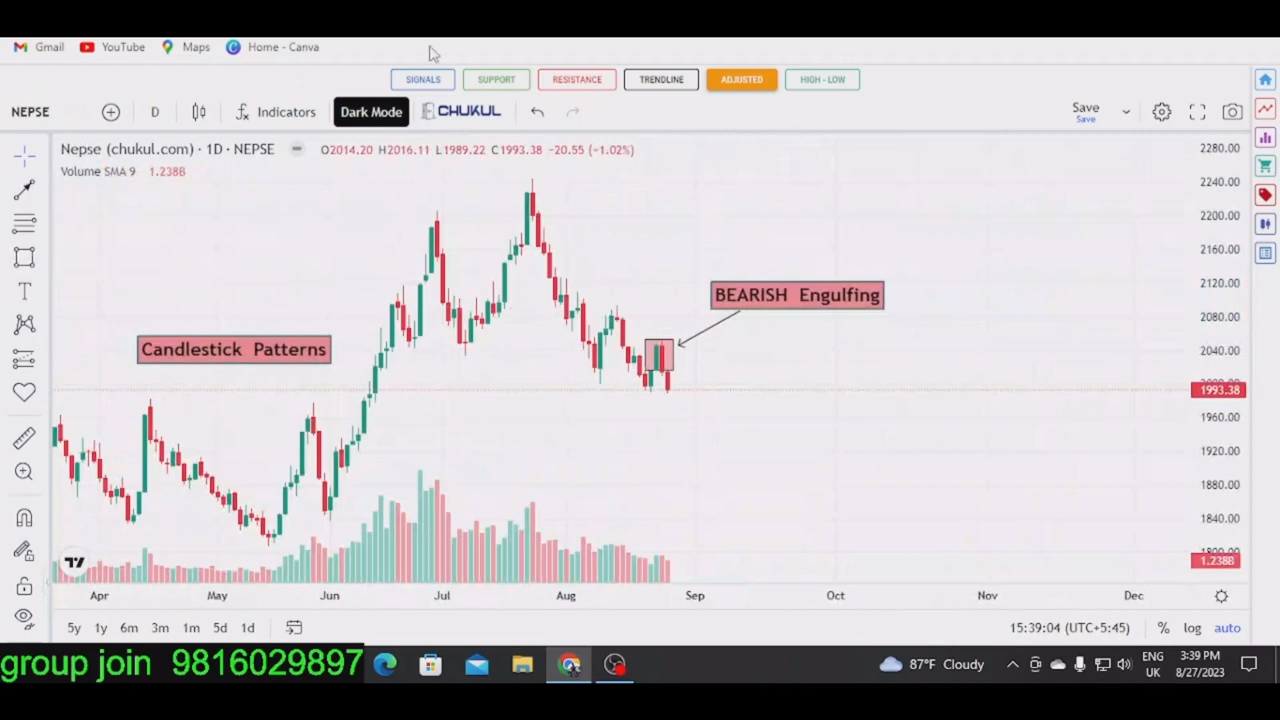 Gmail YouTube Maps Home - Canva
SIGNALS SUPPORT RESISTANCE TRENDLINE ADJUSTED HIGH - LOW
NEPSE D Indicators Dark Mode CHUKUL Save
Save
Nepse (chukul.com) · 1D · NEPSE O2014.20 H2016.11 L1989.22 C1993.38 −20.55 (−1.02%)
Volume SMA 9 1.238B
2280.00
2240.00
2200.00
2160.00
2120.00
BEARISH Engulfing
2080.00
2040.00
Candlestick Patterns
2000.00
1993.38
1960.00
1920.00
1880.00
1840.00
1800.00
1.238B
Apr May Jun Jul Aug Sep Oct Nov Dec
5y 1y 6m 3m 1m 5d 1d 15:39:04 (UTC+5:45) % log auto
group join 9816029897 87°F Cloudy ENG UK 3:39 PM 8/27/2023